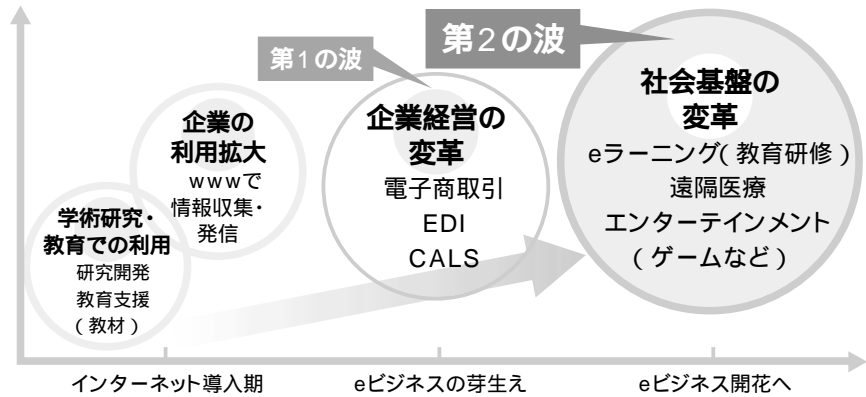 第1の波
第2の波
学術研究・
教育での利用
研究開発
教育支援
(教材)
企業の
利用拡大
wwwで
情報収集・
発信
企業経営の
変革
電子商取引
EDI
CALS
社会基盤の
変革
eラーニング(教育研修)
遠隔医療
エンターテインメント
(ゲームなど)
インターネット導入期
eビジネスの芽生え
eビジネス開花へ